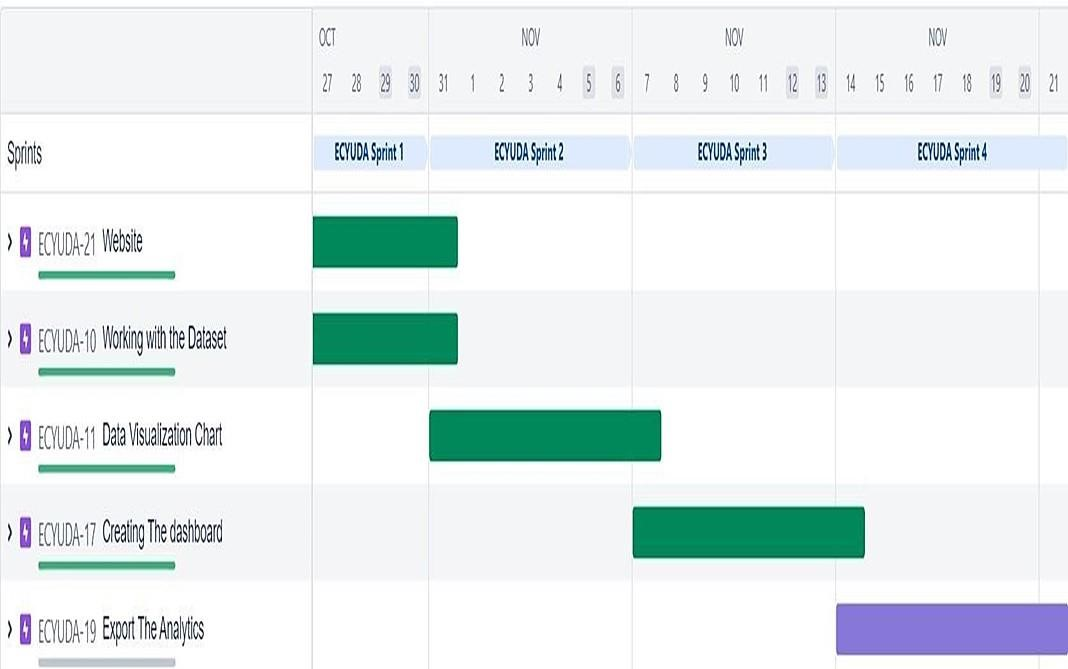 OCT NOV NOV NOV
27 28 29 30 31 1 2 3 4 5 6 7 8 9 10 11 12 13 14 15 16 17 18 19 20 21
Sprints ECYUDA Sprint 1 ECYUDA Sprint 2 ECYUDA Sprint 3 ECYUDA Sprint 4
ECYUDA-21 Website
ECYUDA-10 Working with the Dataset
ECYUDA-11 Data Visualization Chart
ECYUDA-17 Creating The dashboard
ECYUDA-19 Export The Analytics